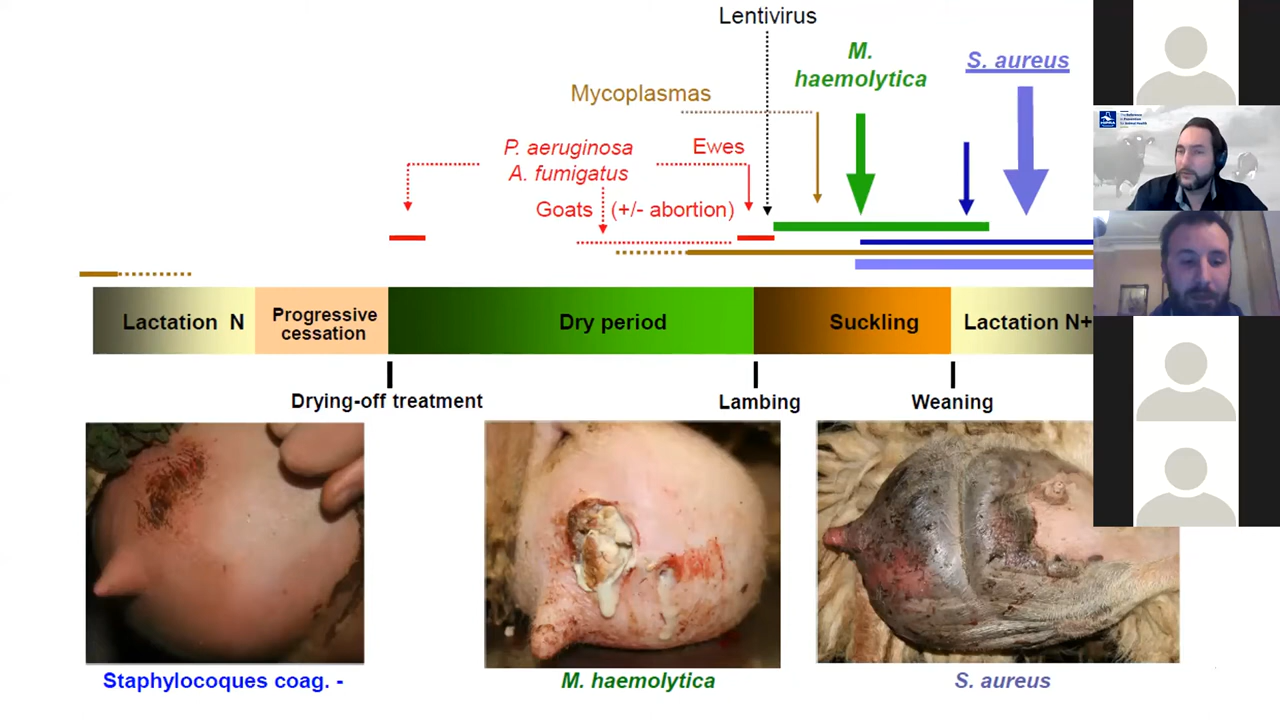 Lentivirus
M.
haemolytica
S. aureus
Mycoplasmas
P. aeruginosa
A. fumigatus
Ewes
Goats (+/- abortion)
Lactation N
Progressive
cessation
Dry period
Suckling
Lactation N+
Drying-off treatment
Lambing
Weaning
Staphylocoques coag. -
M. haemolytica
S. aureus